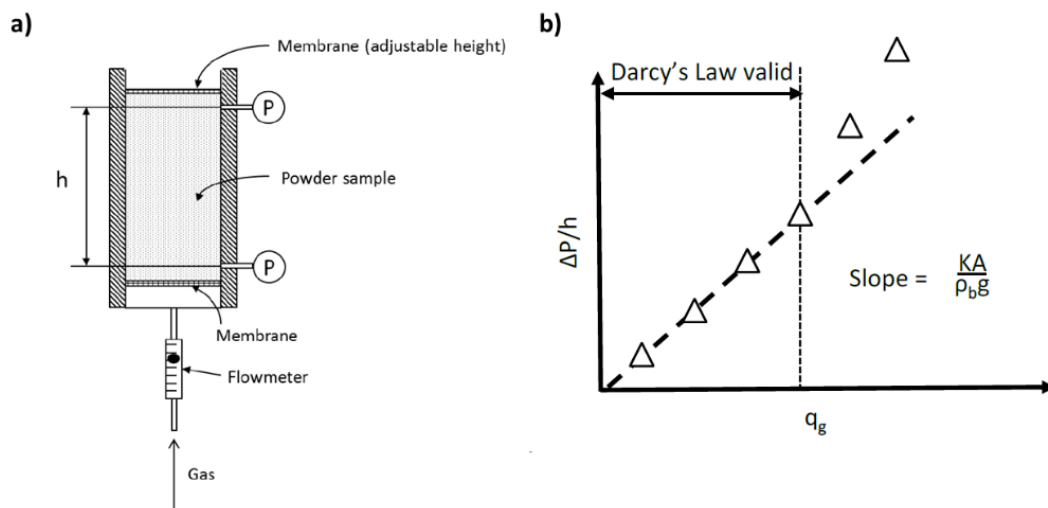 a)
Membrane (adjustable height)
P
h
Powder sample
P
Membrane
Flowmeter
Gas
b)
Darcy's Law valid
ΔP/h
Slope = KA
ρbg
qg